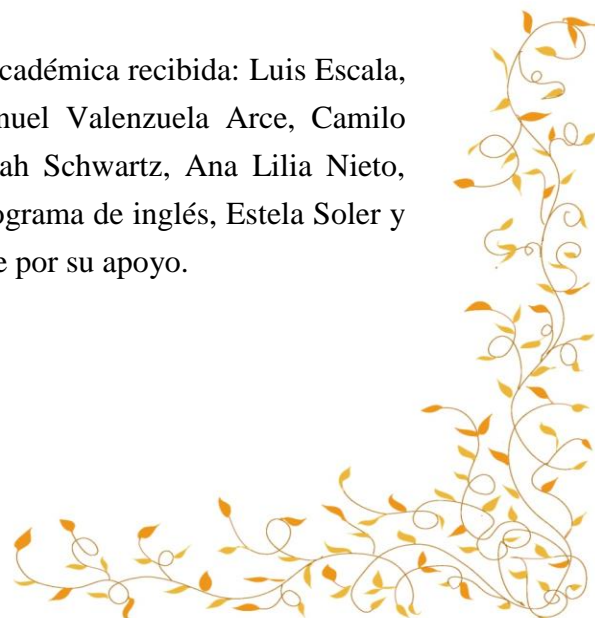 académica recibida: Luis Escala,
nuel Valenzuela Arce, Camilo
ah Schwartz, Ana Lilia Nieto,
ograma de inglés, Estela Soler y
e por su apoyo.